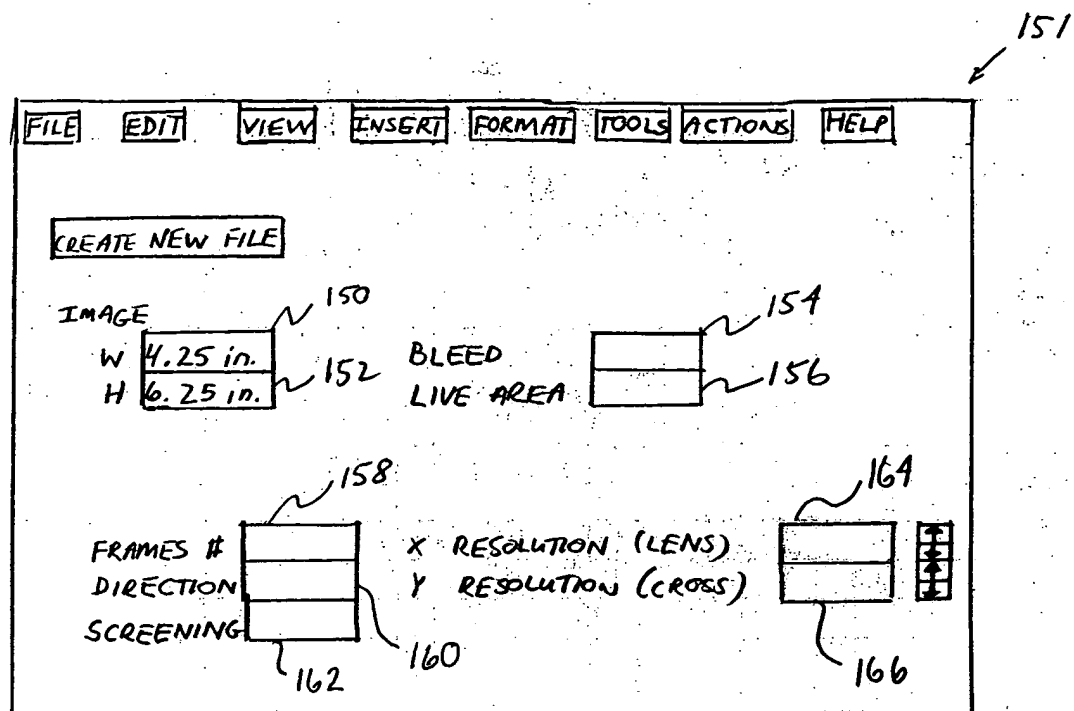 151
FILE EDIT VIEW INSERT FORMAT TOOLS ACTIONS HELP
CREATE NEW FILE
IMAGE 150 154
W 4.25 in. BLEED
H 6.25 in. 152 LIVE AREA 156
158 164
FRAMES # X RESOLUTION (LENS)
DIRECTION Y RESOLUTION (CROSS)
SCREENING 160 166
162